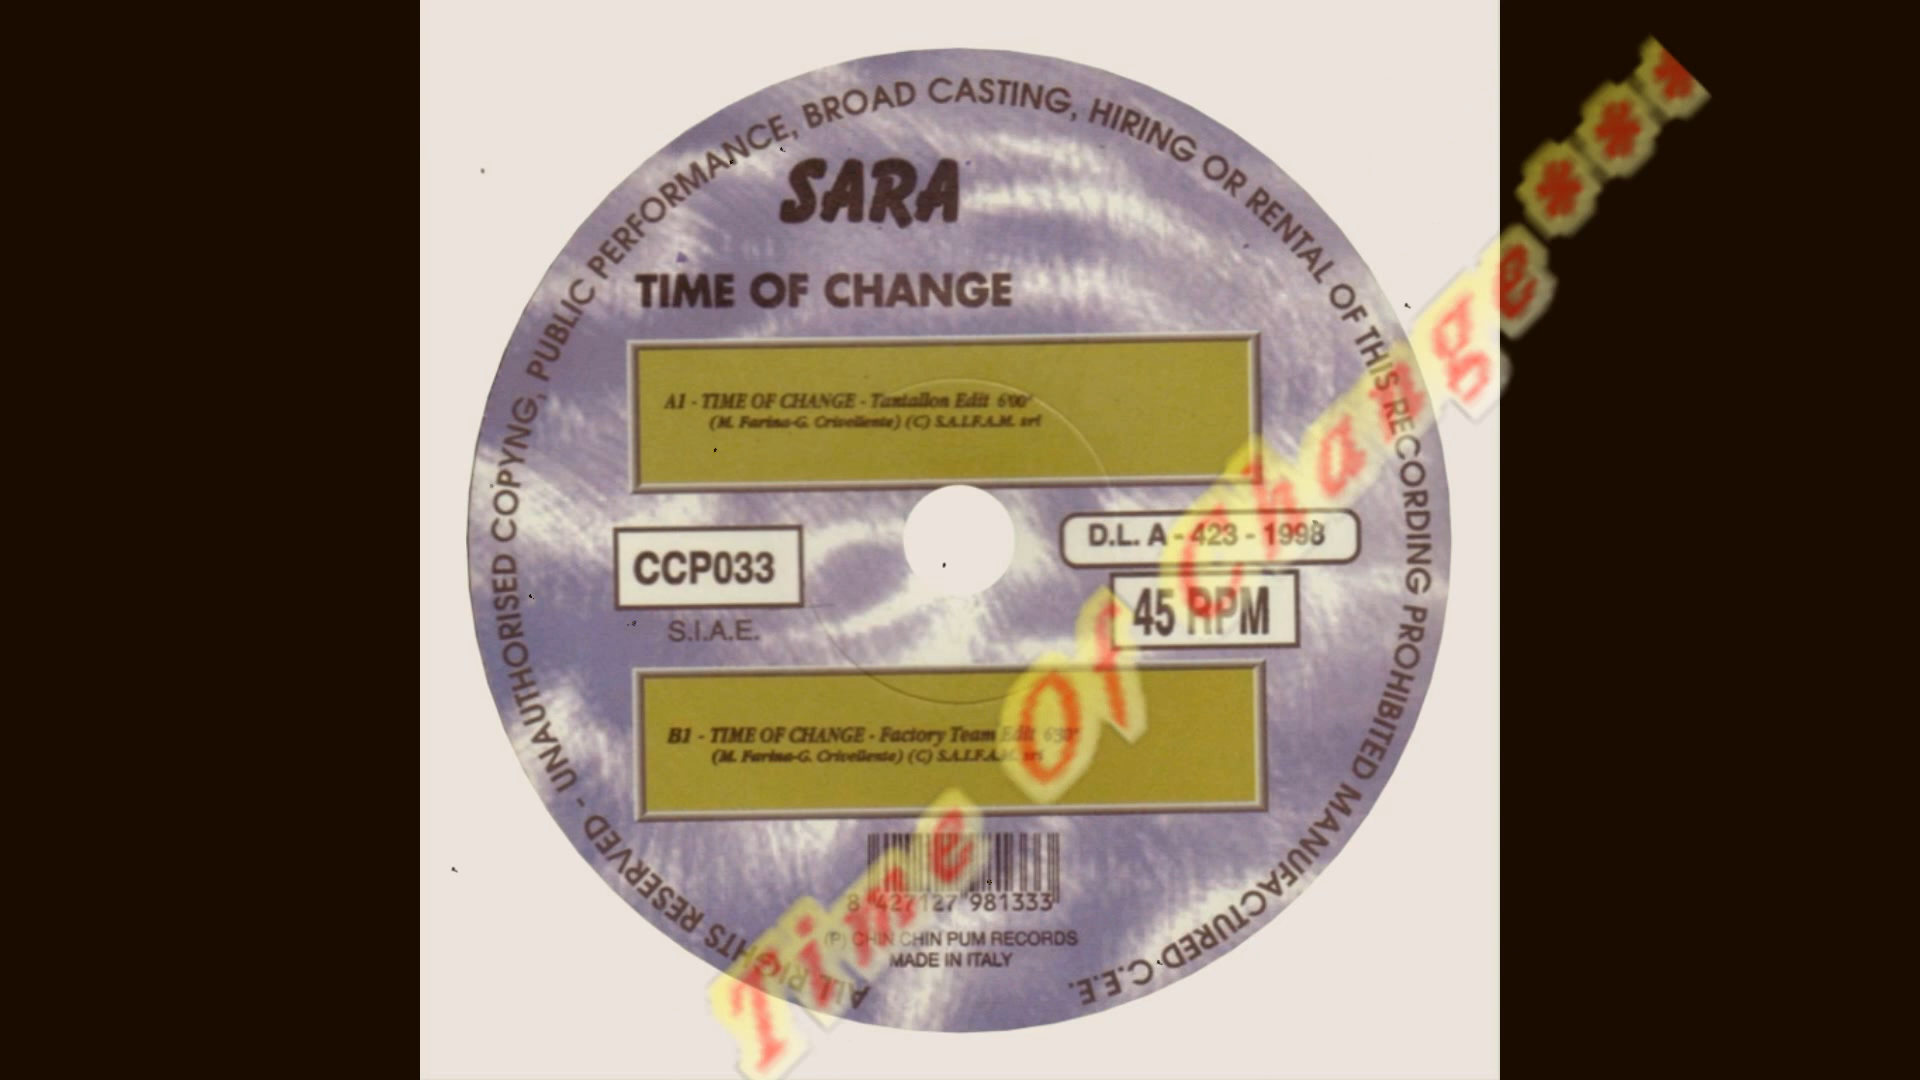 ALL RIGHTS RESERVED - UNAUTHORISED COPYNG, PUBLIC PERFORMANCE, BROAD CASTING, HIRING OR RENTAL OF THIS RECORDING PROHIBITED MANUFACTURED C.E.E.
SARA
TIME OF CHANGE
A1 - TIME OF CHANGE - Tantallon Edit 6'00"
(M. Farina-G. Crivellente) (C) S.A.I.F.A.M. srl
CCP033
S.I.A.E.
D.L. A - 423 - 1998
45 RPM
B1 - TIME OF CHANGE - Factory Team Edit 6'30"
(M. Farina-G. Crivellente) (C) S.A.I.F.A.M. srl
8 427127 981333
(P) CHIN CHIN PUM RECORDS
MADE IN ITALY
Time Of Change***